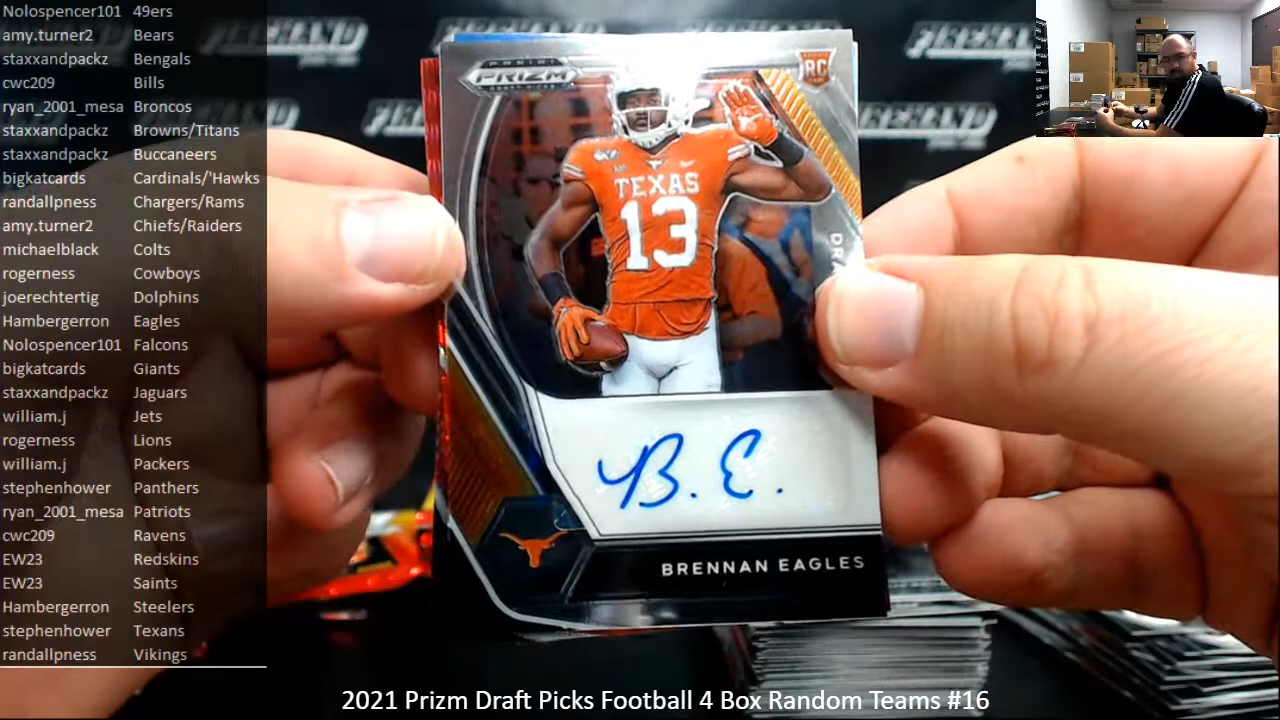 Nolospencer101 49ers
amy.turner2 Bears
staxxandpackz Bengals
cwc209 Bills
ryan_2001_mesa Broncos
staxxandpackz Browns/Titans
staxxandpackz Buccaneers
bigkatcards Cardinals/'Hawks
randallpness Chargers/Rams
amy.turner2 Chiefs/Raiders
michaelblack Colts
rogerness Cowboys
joerechtertig Dolphins
Hambergerron Eagles
Nolospencer101 Falcons
bigkatcards Giants
staxxandpackz Jaguars
william.j Jets
rogerness Lions
william.j Packers
stephenhower Panthers
ryan_2001_mesa Patriots
cwc209 Ravens
EW23 Redskins
EW23 Saints
Hambergerron Steelers
stephenhower Texans
randallpness Vikings
FIREHAND
PANINI
PRIZM
DRAFT PICKS
RC
TEXAS
13
B. E.
BRENNAN EAGLES
2021 Prizm Draft Picks Football 4 Box Random Teams #16